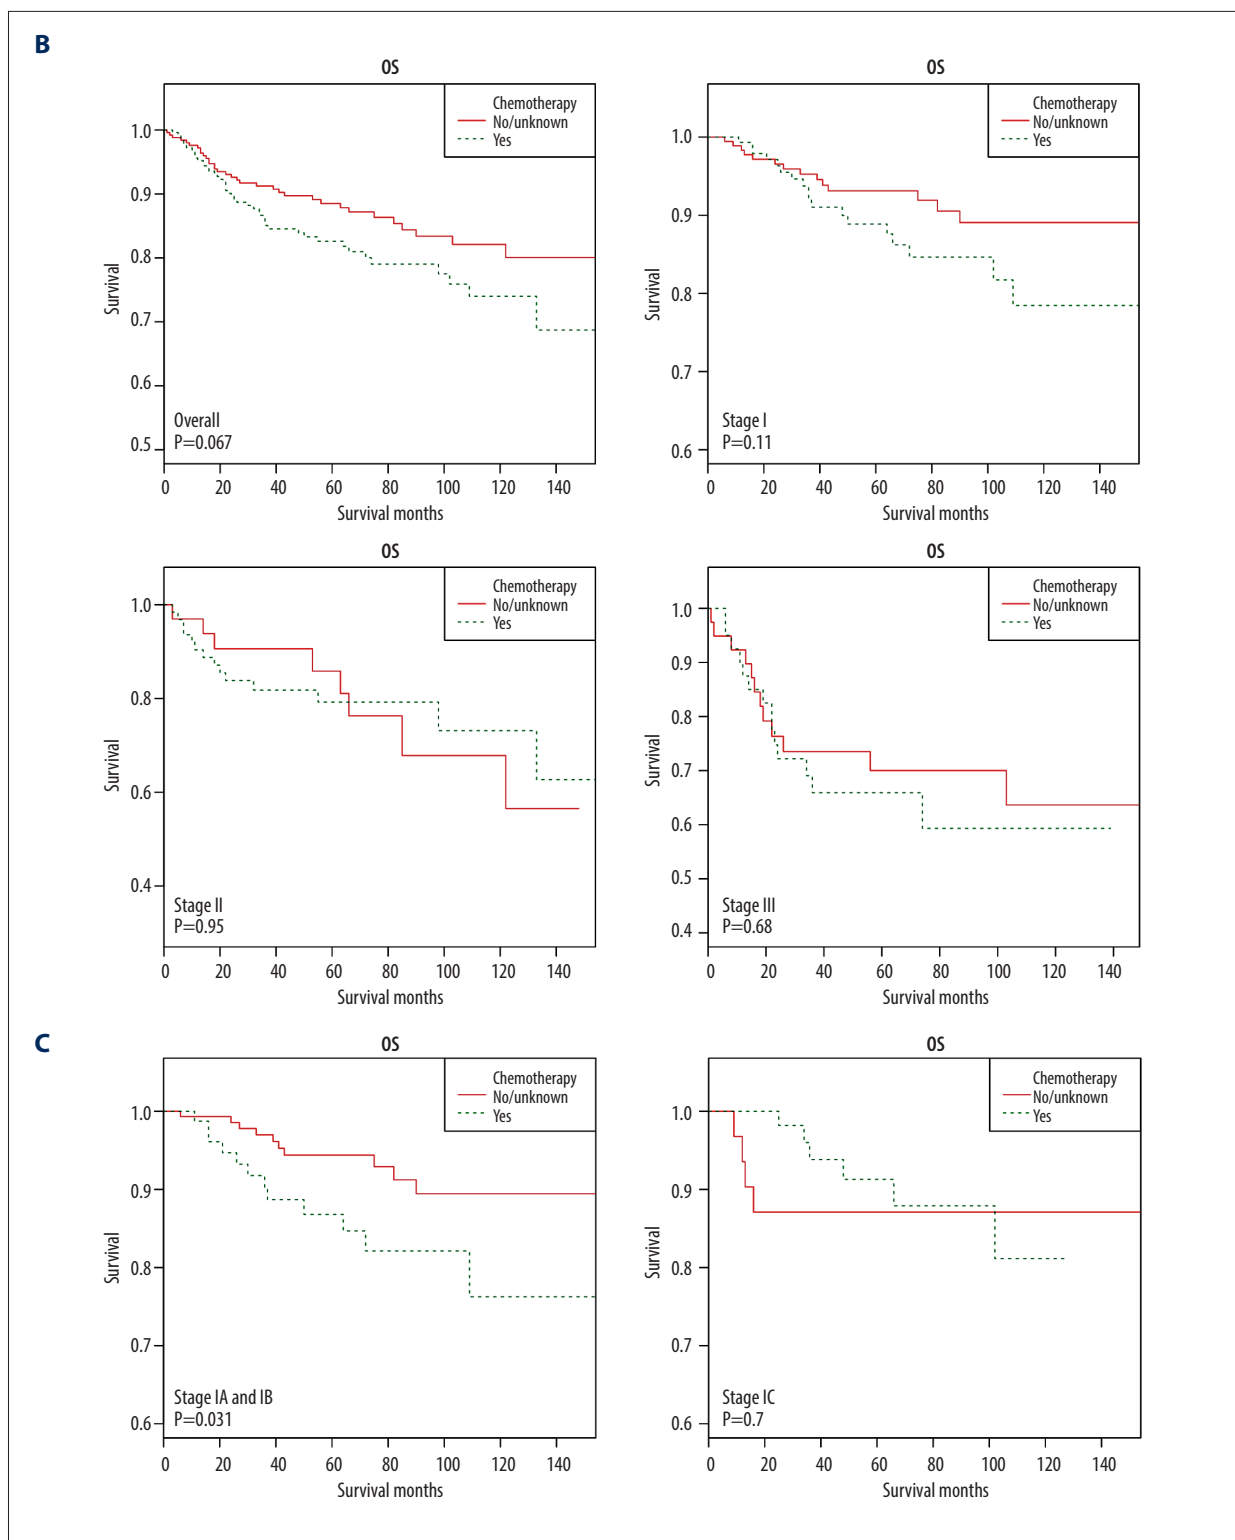 B
OS
Chemotherapy
No/unknown
Yes
1.0
0.9
0.8
0.7
0.6
0.5
Survival
Overall
P=0.067
0 20 40 60 80 100 120 140
Survival months
OS
Chemotherapy
No/unknown
Yes
1.0
0.9
0.8
0.7
0.6
Survival
Stage I
P=0.11
0 20 40 60 80 100 120 140
Survival months
OS
Chemotherapy
No/unknown
Yes
1.0
0.8
0.6
0.4
Survival
Stage II
P=0.95
0 20 40 60 80 100 120 140
Survival months
OS
Chemotherapy
No/unknown
Yes
1.0
0.9
0.8
0.7
0.6
0.5
0.4
Survival
Stage III
P=0.68
0 20 40 60 80 100 120 140
Survival months
C
OS
Chemotherapy
No/unknown
Yes
1.0
0.9
0.8
0.7
0.6
Survival
Stage IA and IB
P=0.031
0 20 40 60 80 100 120 140
Survival months
OS
Chemotherapy
No/unknown
Yes
1.0
0.9
0.8
0.7
0.6
Survival
Stage IC
P=0.7
0 20 40 60 80 100 120 140
Survival months